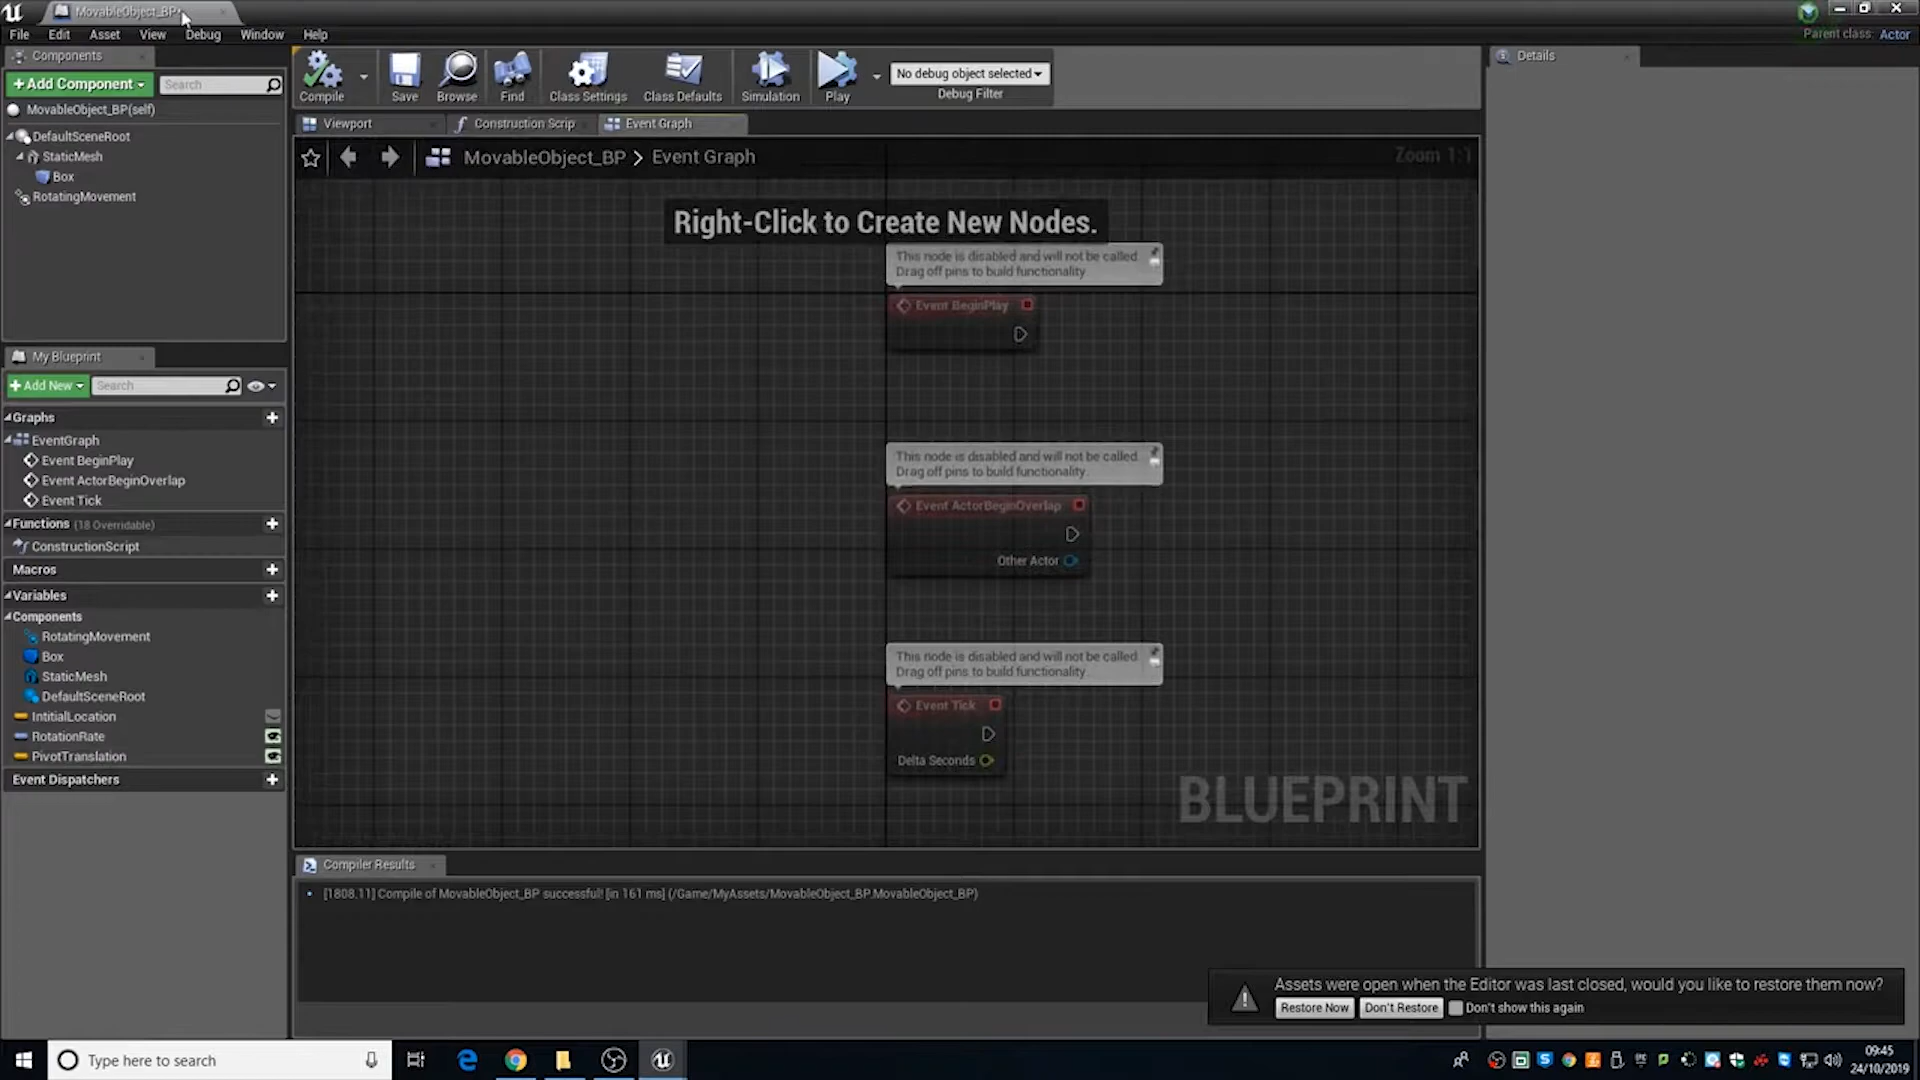 MovableObject_BP*
File Edit Asset View Debug Window Help
Parent class: Actor
Components
+Add Component
Search
MovableObject_BP(self)
DefaultSceneRoot
StaticMesh
Box
RotatingMovement
Compile
Save
Browse
Find
Class Settings
Class Defaults
Simulation
Play
No debug object selected
Debug Filter
Details
Viewport
Construction Scrip
Event Graph
MovableObject_BP > Event Graph
Zoom 1:1
Right-Click to Create New Nodes.
This node is disabled and will not be called.
Drag off pins to build functionality.
Event BeginPlay
This node is disabled and will not be called.
Drag off pins to build functionality.
Event ActorBeginOverlap
Other Actor
This node is disabled and will not be called.
Drag off pins to build functionality.
Event Tick
Delta Seconds
BLUEPRINT
My Blueprint
+Add New
Search
Graphs
EventGraph
Event BeginPlay
Event ActorBeginOverlap
Event Tick
Functions (18 Overridable)
ConstructionScript
Macros
Variables
Components
RotatingMovement
Box
StaticMesh
DefaultSceneRoot
IntitialLocation
RotationRate
PivotTranslation
Event Dispatchers
Compiler Results
[1808.11] Compile of MovableObject_BP successful! [in 161 ms] (/Game/MyAssets/MovableObject_BP.MovableObject_BP)
Assets were open when the Editor was last closed, would you like to restore them now?
Restore Now
Don't Restore
Don't show this again
Type here to search
09:45
24/10/2019